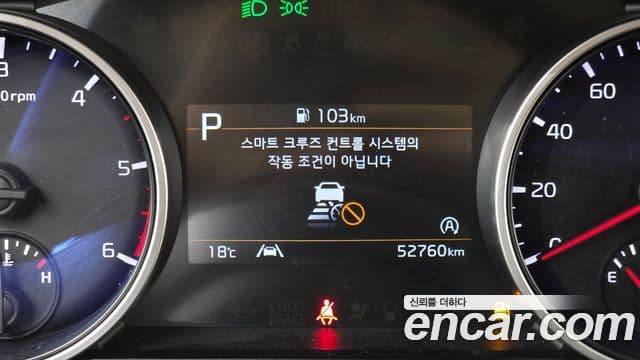 3
0rpm
4
5
6
H
P
103km
스마트 크루즈 컨트롤 시스템의
작동 조건이 아닙니다
A
18℃
52760km
60
40
20
0
E
신뢰를 더하다
encar.com